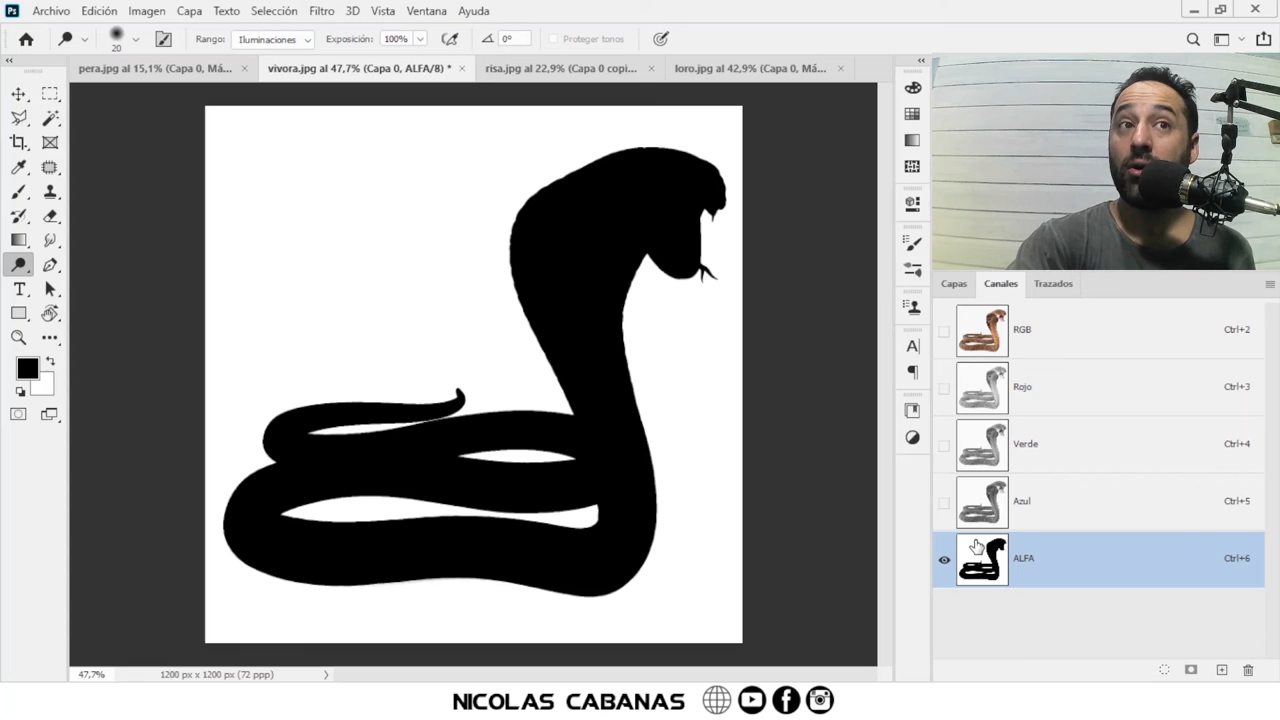 Ps Archivo Edición Imagen Capa Texto Selección Filtro 3D Vista Ventana Ayuda
20 Rango: Iluminaciones Exposición: 100% 0° Proteger tonos
pera.jpg al 15,1% (Capa 0, Má... vivora.jpg al 47,7% (Capa 0, ALFA/8) * risa.jpg al 22,9% (Capa 0 copi... loro.jpg al 42,9% (Capa 0, Má...
Capas Canales Trazados
RGB Ctrl+2
Rojo Ctrl+3
Verde Ctrl+4
Azul Ctrl+5
ALFA Ctrl+6
47,7% 1200 px x 1200 px (72 ppp)
NICOLAS CABANAS